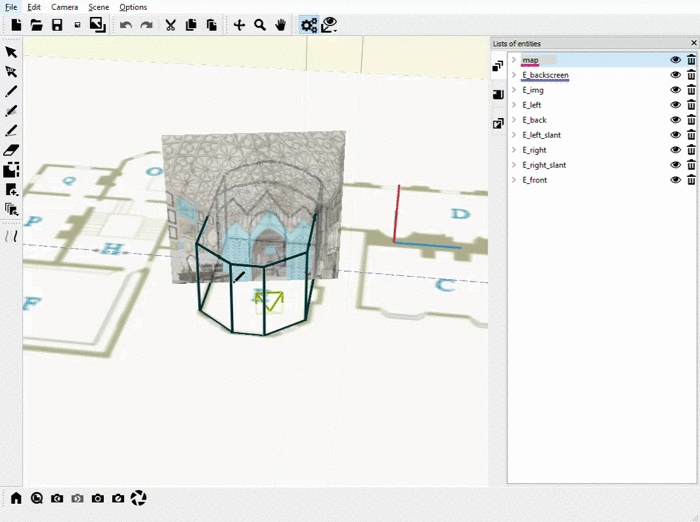 File Edit Camera Scene Options
Lists of entities
map
E_backscreen
E_img
E_left
E_back
E_left_slant
E_right
E_right_slant
E_front
Q
O
P
H
F
D
C